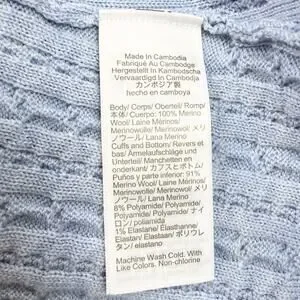 Made In Cambodia
Fabriqué Au Cambodge
Hergestellt In Kambodscha
Vervaardigd In Cambodja
カンボジア製
hecho en camboya
Body/ Corps/ Oberteil/ Romp/
本体/ Cuerpo: 100% Merino
Wool/ Laine Mérinos/
Merinowolle/ Merinowol/ メリ
ノウール/ Lana Merino
Cuffs and Bottom/ Revers et
bas/ Armelaufschläge und
Unterteil/ Manchetten en
onderkant/ カフスとボトム/
Puños y parte inferior: 91%
Merino Wool/ Laine Mérinos/
Merinowolle/ Merinowol/ メリ
ノウール/ Lana Merino
8% Polyamide/ Polyamide/
Polyamid/ Polyamide/ ナイ
ロン/ poliamida
1% Elastane/ Élasthanne/
Elastan/ Elastaan/ ポリウレ
タン/ elastano
Machine Wash Cold. With
Like Colors. Non-chlorine